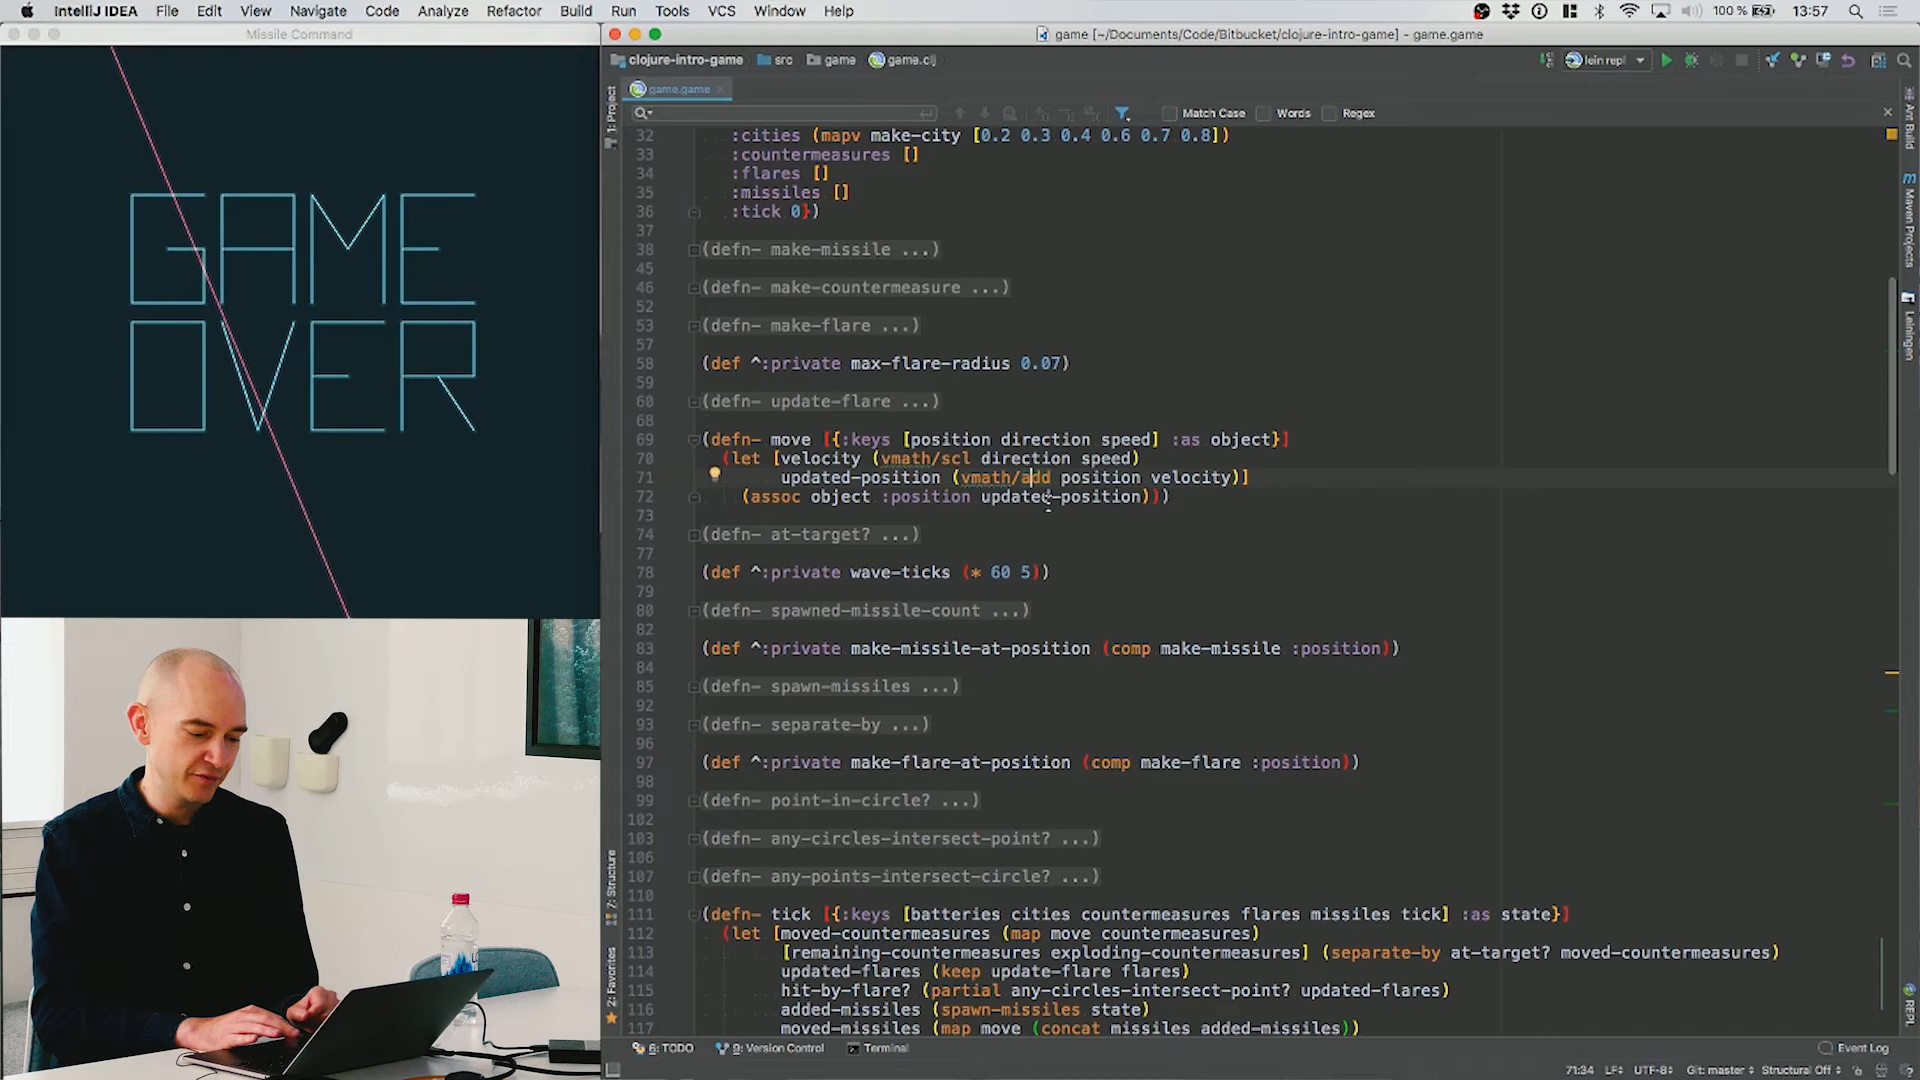 IntelliJ IDEA File Edit View Navigate Code Analyze Refactor Build Run Tools VCS Window Help 100 % 13:57
Missile Command
GAME
OVER
game [~/Documents/Code/Bitbucket/clojure-intro-game] - game.game
clojure-intro-game src game game.clj
lein repl
game.game
Match Case Words Regex
32 :cities (mapv make-city [0.2 0.3 0.4 0.6 0.7 0.8])
33 :countermeasures []
34 :flares []
35 :missiles []
36 :tick 0})
37
38 (defn- make-missile ...)
45
46 (defn- make-countermeasure ...)
52
53 (defn- make-flare ...)
57
58 (def ^:private max-flare-radius 0.07)
59
60 (defn- update-flare ...)
68
69 (defn- move [{:keys [position direction speed] :as object}]
70 (let [velocity (vmath/scl direction speed)
71 updated-position (vmath/add position velocity)]
72 (assoc object :position updated-position)))
73
74 (defn- at-target? ...)
77
78 (def ^:private wave-ticks (* 60 5))
79
80 (defn- spawned-missile-count ...)
82
83 (def ^:private make-missile-at-position (comp make-missile :position))
84
85 (defn- spawn-missiles ...)
92
93 (defn- separate-by ...)
96
97 (def ^:private make-flare-at-position (comp make-flare :position))
98
99 (defn- point-in-circle? ...)
102
103 (defn- any-circles-intersect-point? ...)
106
107 (defn- any-points-intersect-circle? ...)
110
111 (defn- tick [{:keys [batteries cities countermeasures flares missiles tick] :as state}]
112 (let [moved-countermeasures (map move countermeasures)
113 [remaining-countermeasures exploding-countermeasures] (separate-by at-target? moved-countermeasures)
114 updated-flares (keep update-flare flares)
115 hit-by-flare? (partial any-circles-intersect-point? updated-flares)
116 added-missiles (spawn-missiles state)
117 moved-missiles (map move (concat missiles added-missiles))
1: Project
7: Structure
2: Favorites
Ant Build
Maven Projects
Leiningen
REPL
6: TODO 9: Version Control Terminal Event Log
71:34 LF UTF-8 Git: master Structural Off